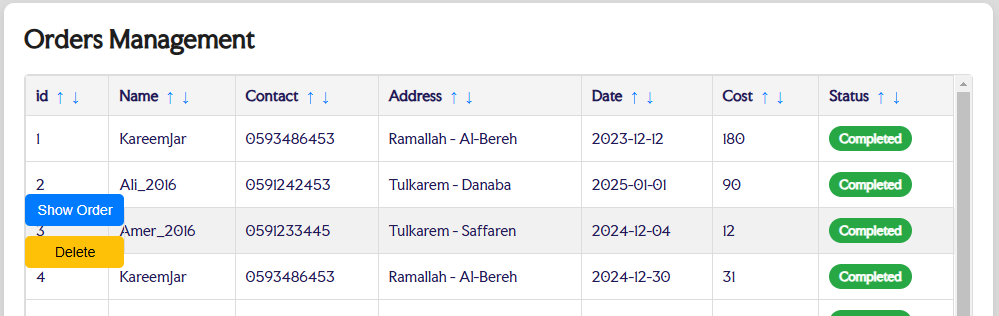 Orders Management
id ↑ ↓ Name ↑ ↓ Contact ↑ ↓ Address ↑ ↓ Date ↑ ↓ Cost ↑ ↓ Status ↑ ↓
1 KareemJar 0593486453 Ramallah - Al-Bereh 2023-12-12 180 Completed
2 Ali_2016 0591242453 Tulkarem - Danaba 2025-01-01 90 Completed
Show Order
3 Amer_2016 0591233445 Tulkarem - Saffaren 2024-12-04 12 Completed
Delete
4 KareemJar 0593486453 Ramallah - Al-Bereh 2024-12-30 31 Completed